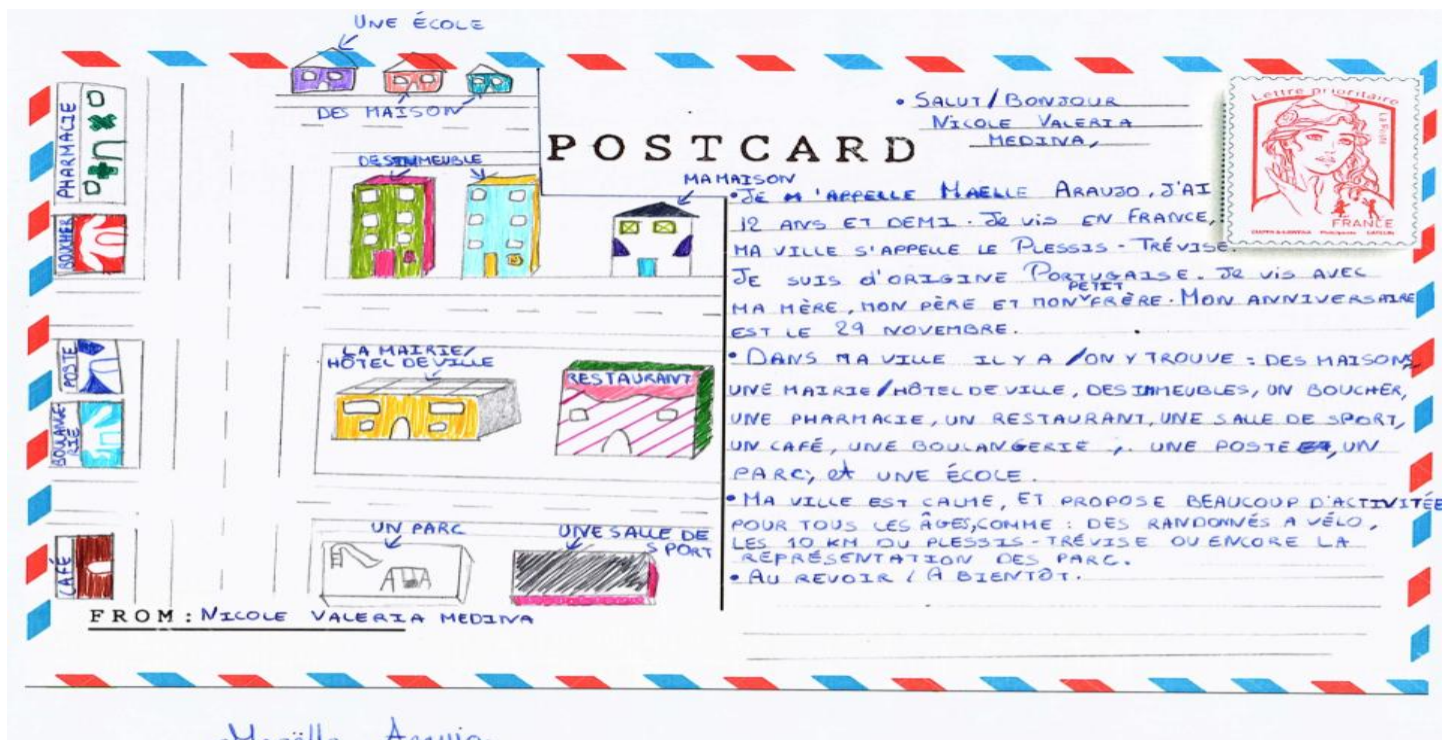 UNE ÉCOLE
DES MAISON
PHARMACIE
BOUCHER
DES IMMEUBLE
MA MAISON
POSTE
BOULANGE
RIE
LA MAIRIE/
HÔTEL DE VILLE
RESTAURANT
CAFÉ
UN PARC
UNE SALLE DE
SPORT
FROM: NICOLE VALERIA MEDINA
POSTCARD
• SALUT/BONJOUR
NICOLE VALERIA
MEDINA,
Lettre prioritaire
La Poste
FRANCE
• JE M'APPELLE MAELLE ARAUJO, J'AI
12 ANS ET DEMI. JE VIS EN FRANCE,
MA VILLE S'APPELLE LE PLESSIS-TRÉVISE.
JE SUIS d'ORIGINE PORTUGAISE. JE VIS AVEC
MA MÈRE, MON PÈRE ET MON PETIT FRÈRE. MON ANNIVERSAIRE
EST LE 29 NOVEMBRE.
• DANS MA VILLE IL Y A / ON Y TROUVE : DES MAISONS,
UNE MAIRIE/HÔTEL DE VILLE, DES IMMEUBLES, UN BOUCHER,
UNE PHARMACIE, UN RESTAURANT, UNE SALLE DE SPORT,
UN CAFÉ, UNE BOULANGERIE, UNE POSTE, UN
PARC, et UNE ÉCOLE.
• MA VILLE EST CALME, ET PROPOSE BEAUCOUP D'ACTIVITÉE
POUR TOUS LES ÂGES, COMME : DES RANDONNÉS A VÉLO,
LES 10 KM DU PLESSIS-TRÉVISE OU ENCORE LA
REPRÉSENTATION DES PARC.
• AU REVOIR / A BIENTÔT.